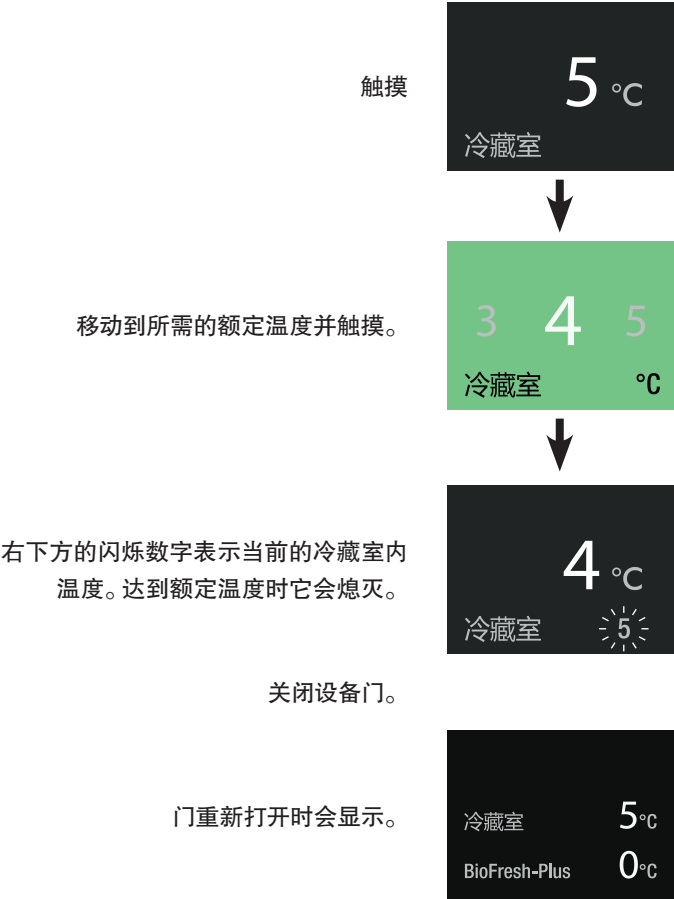 触摸
5 °C
冷藏室
移动到所需的额定温度并触摸。
3 4 5
冷藏室 °C
右下方的闪烁数字表示当前的冷藏室内
温度。达到额定温度时它会熄灭。
4 °C
冷藏室 5
关闭设备门。
门重新打开时会显示。
冷藏室 5°C
BioFresh-Plus 0°C